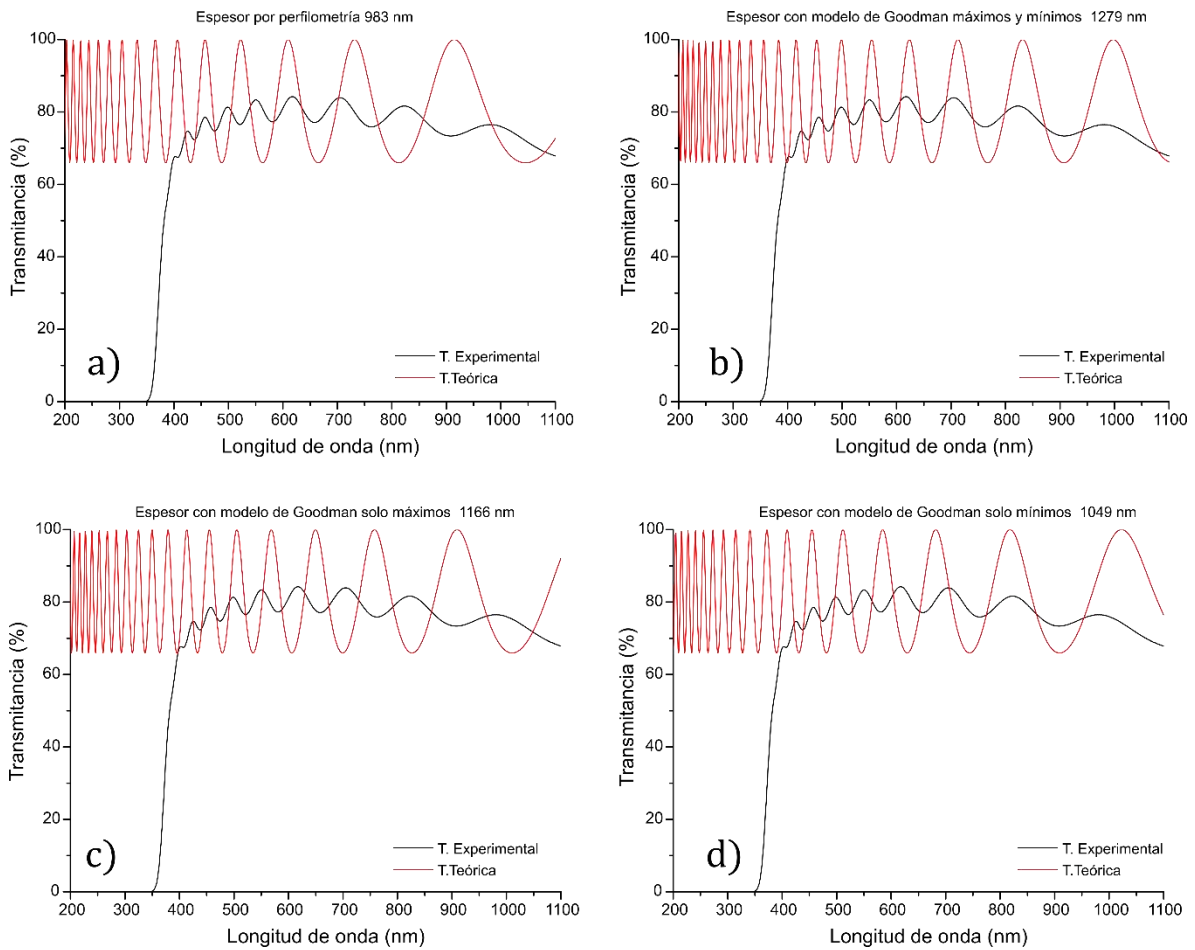 Espesor por perfilometría 983 nm
100
80
60
40
20
0
Transmitancia (%)
a)
T. Experimental
T.Teórica
200 300 400 500 600 700 800 900 1000 1100
Longitud de onda (nm)
Espesor con modelo de Goodman máximos y mínimos 1279 nm
100
80
60
40
20
0
Transmitancia (%)
b)
T. Experimental
T.Teórica
200 300 400 500 600 700 800 900 1000 1100
Longitud de onda (nm)
Espesor con modelo de Goodman solo máximos 1166 nm
100
80
60
40
20
0
Transmitancia (%)
c)
T. Experimental
T.Teórica
200 300 400 500 600 700 800 900 1000 1100
Longitud de onda (nm)
Espesor con modelo de Goodman solo mínimos 1049 nm
100
80
60
40
20
0
Transmitancia (%)
d)
T. Experimental
T.Teórica
200 300 400 500 600 700 800 900 1000 1100
Longitud de onda (nm)